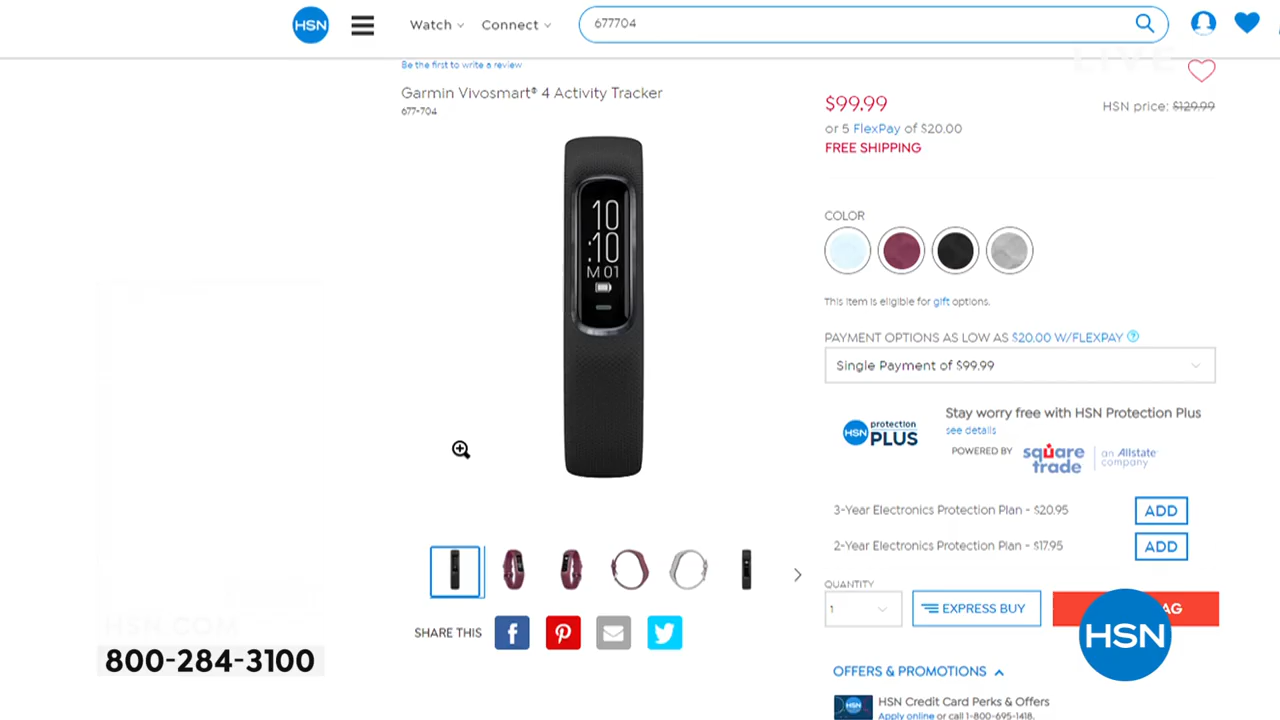 HSN
Watch
Connect
677704
LIVE
Be the first to write a review
Garmin Vivosmart® 4 Activity Tracker
677-704
$99.99
HSN price: $129.99
or 5 FlexPay of $20.00
FREE SHIPPING
10
:10
M 01
COLOR
This item is eligible for gift options.
PAYMENT OPTIONS AS LOW AS $20.00 W/FLEXPAY ?
Single Payment of $99.99
HSN protection PLUS
Stay worry free with HSN Protection Plus
see details
POWERED BY square trade an Allstate company
3-Year Electronics Protection Plan - $20.95
ADD
2-Year Electronics Protection Plan - $17.95
ADD
QUANTITY
1
EXPRESS BUY
AG
HSN
SHARE THIS
HSN.COM
800-284-3100
OFFERS & PROMOTIONS
HSN
HSN Credit Card Perks & Offers
Apply online or call 1-800-695-1418.